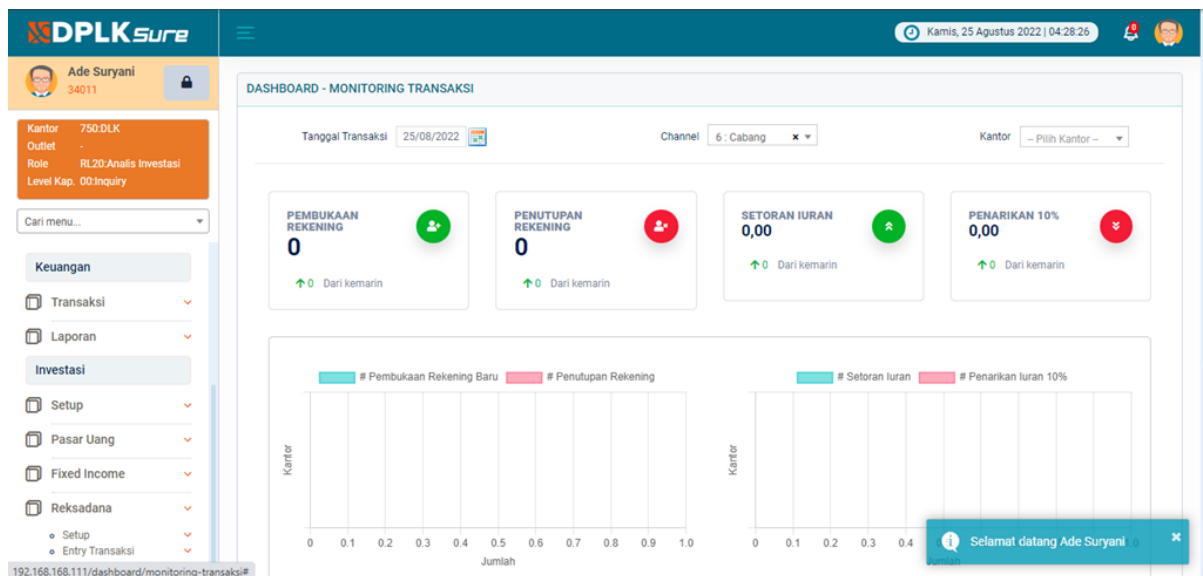 DPLKSure
Kamis, 25 Agustus 2022 | 04:28:26
0
Ade Suryani
34011
Kantor 750:DLK
Outlet -
Role RL20:Analis Investasi
Level Kap. 00:Inquiry
Cari menu...
Keuangan
Transaksi
Laporan
Investasi
Setup
Pasar Uang
Fixed Income
Reksadana
Setup
Entry Transaksi
192.168.168.111/dashboard/monitoring-transaksi#
DASHBOARD - MONITORING TRANSAKSI
Tanggal Transaksi 25/08/2022 Channel 6 : Cabang × Kantor -- Pilih Kantor --
PEMBUKAAN
REKENING
0
0 Dari kemarin
PENUTUPAN
REKENING
0
0 Dari kemarin
SETORAN IURAN
0,00
0 Dari kemarin
PENARIKAN 10%
0,00
0 Dari kemarin
# Pembukaan Rekening Baru # Penutupan Rekening
Kantor
0 0.1 0.2 0.3 0.4 0.5 0.6 0.7 0.8 0.9 1.0
Jumlah
# Setoran Iuran # Penarikan Iuran 10%
Kantor
0 0.1 0.2 0.3 0.4
Jumlah
Selamat datang Ade Suryani ×